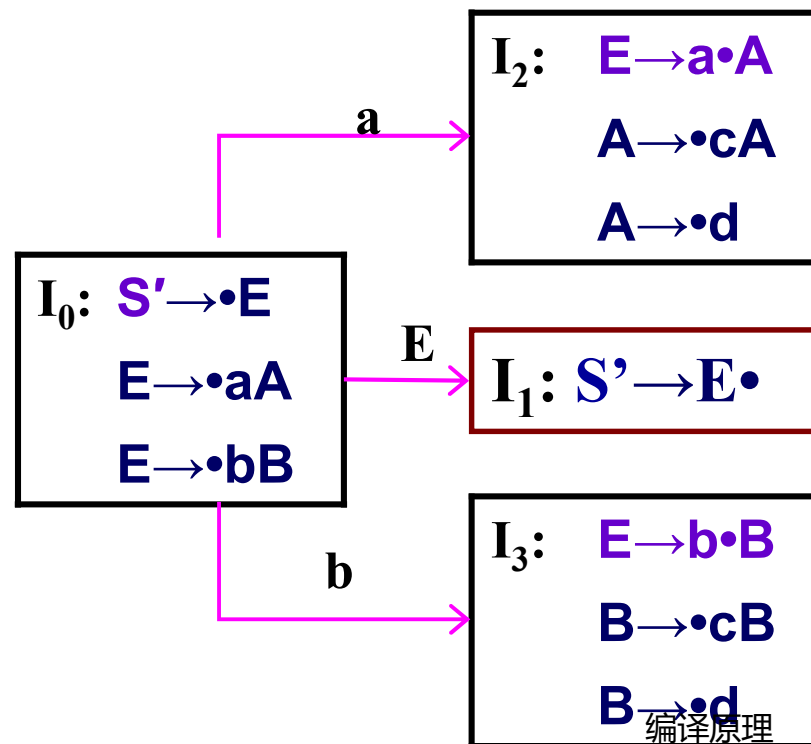 I₂: E→a•A
A→•cA
A→•d
a
I₀: S′→•E
E→•aA
E→•bB
E
I₁: S’→E•
b
I₃: E→b•B
B→•cB
B→•d
编译原理